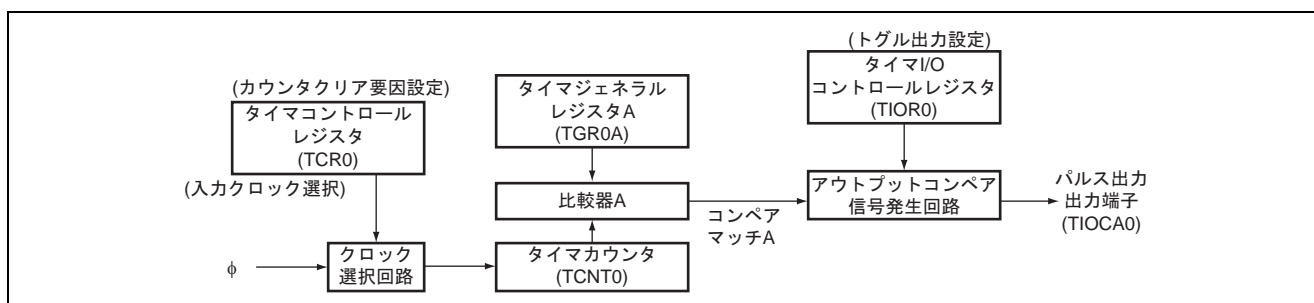 (カウンタクリア要因設定)
タイマコントロール
レジスタ
(TCR0)
(入力クロック選択)
φ
クロック
選択回路
タイマジェネラル
レジスタA
(TGR0A)
比較器A
タイマカウンタ
(TCNT0)
コンペア
マッチA
(トグル出力設定)
タイマI/O
コントロールレジスタ
(TIOR0)
アウトプットコンペア
信号発生回路
パルス出力
出力端子
(TIOCA0)